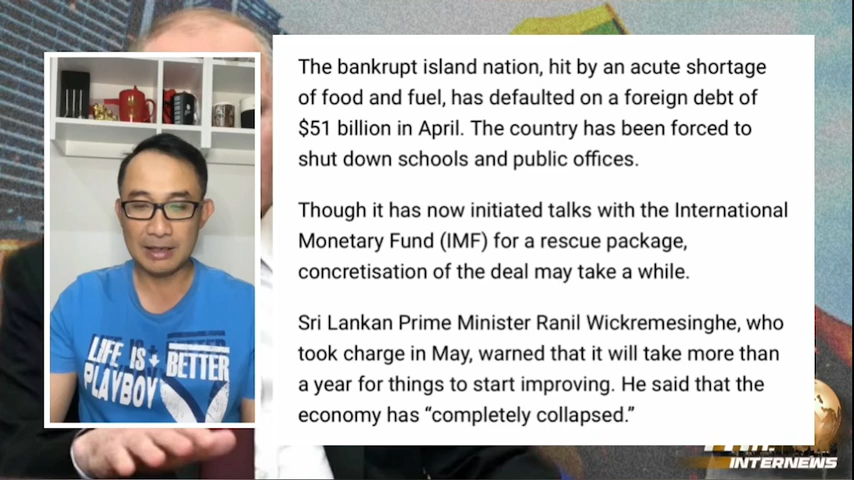 The bankrupt island nation, hit by an acute shortage
of food and fuel, has defaulted on a foreign debt of
$51 billion in April. The country has been forced to
shut down schools and public offices.
Though it has now initiated talks with the International
Monetary Fund (IMF) for a rescue package,
concretisation of the deal may take a while.
Sri Lankan Prime Minister Ranil Wickremesinghe, who
took charge in May, warned that it will take more than
a year for things to start improving. He said that the
economy has “completely collapsed.”
LIFE IS BETTER
PLAYBOY
INTERNEWS